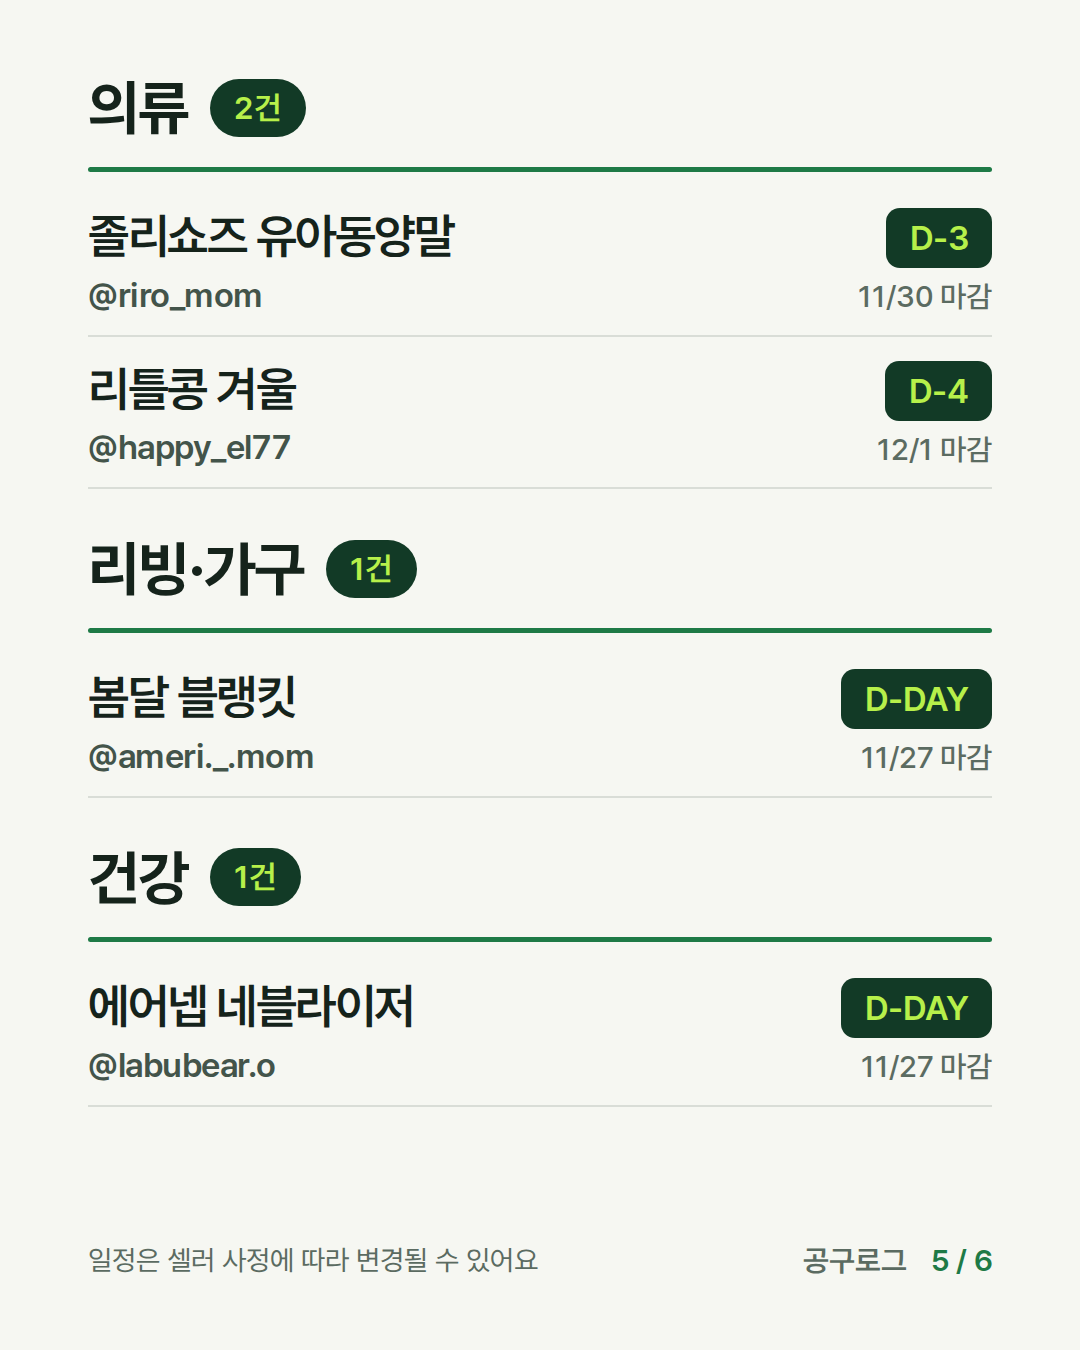 의류 2건
졸리쇼즈 유아동양말 D-3
@riro_mom 11/30 마감
리틀콩 겨울 D-4
@happy_el77 12/1 마감
리빙·가구 1건
봄달 블랭킷 D-DAY
@ameri._.mom 11/27 마감
건강 1건
에어넵 네블라이저 D-DAY
@labubear.o 11/27 마감
일정은 셀러 사정에 따라 변경될 수 있어요 공구로그 5 / 6